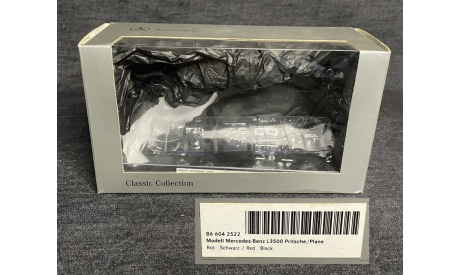 Classic Collection
B6 604 2522
Modell Mercedes-Benz L3500 Pritsche/Plane
Rot Schwarz / Red Black